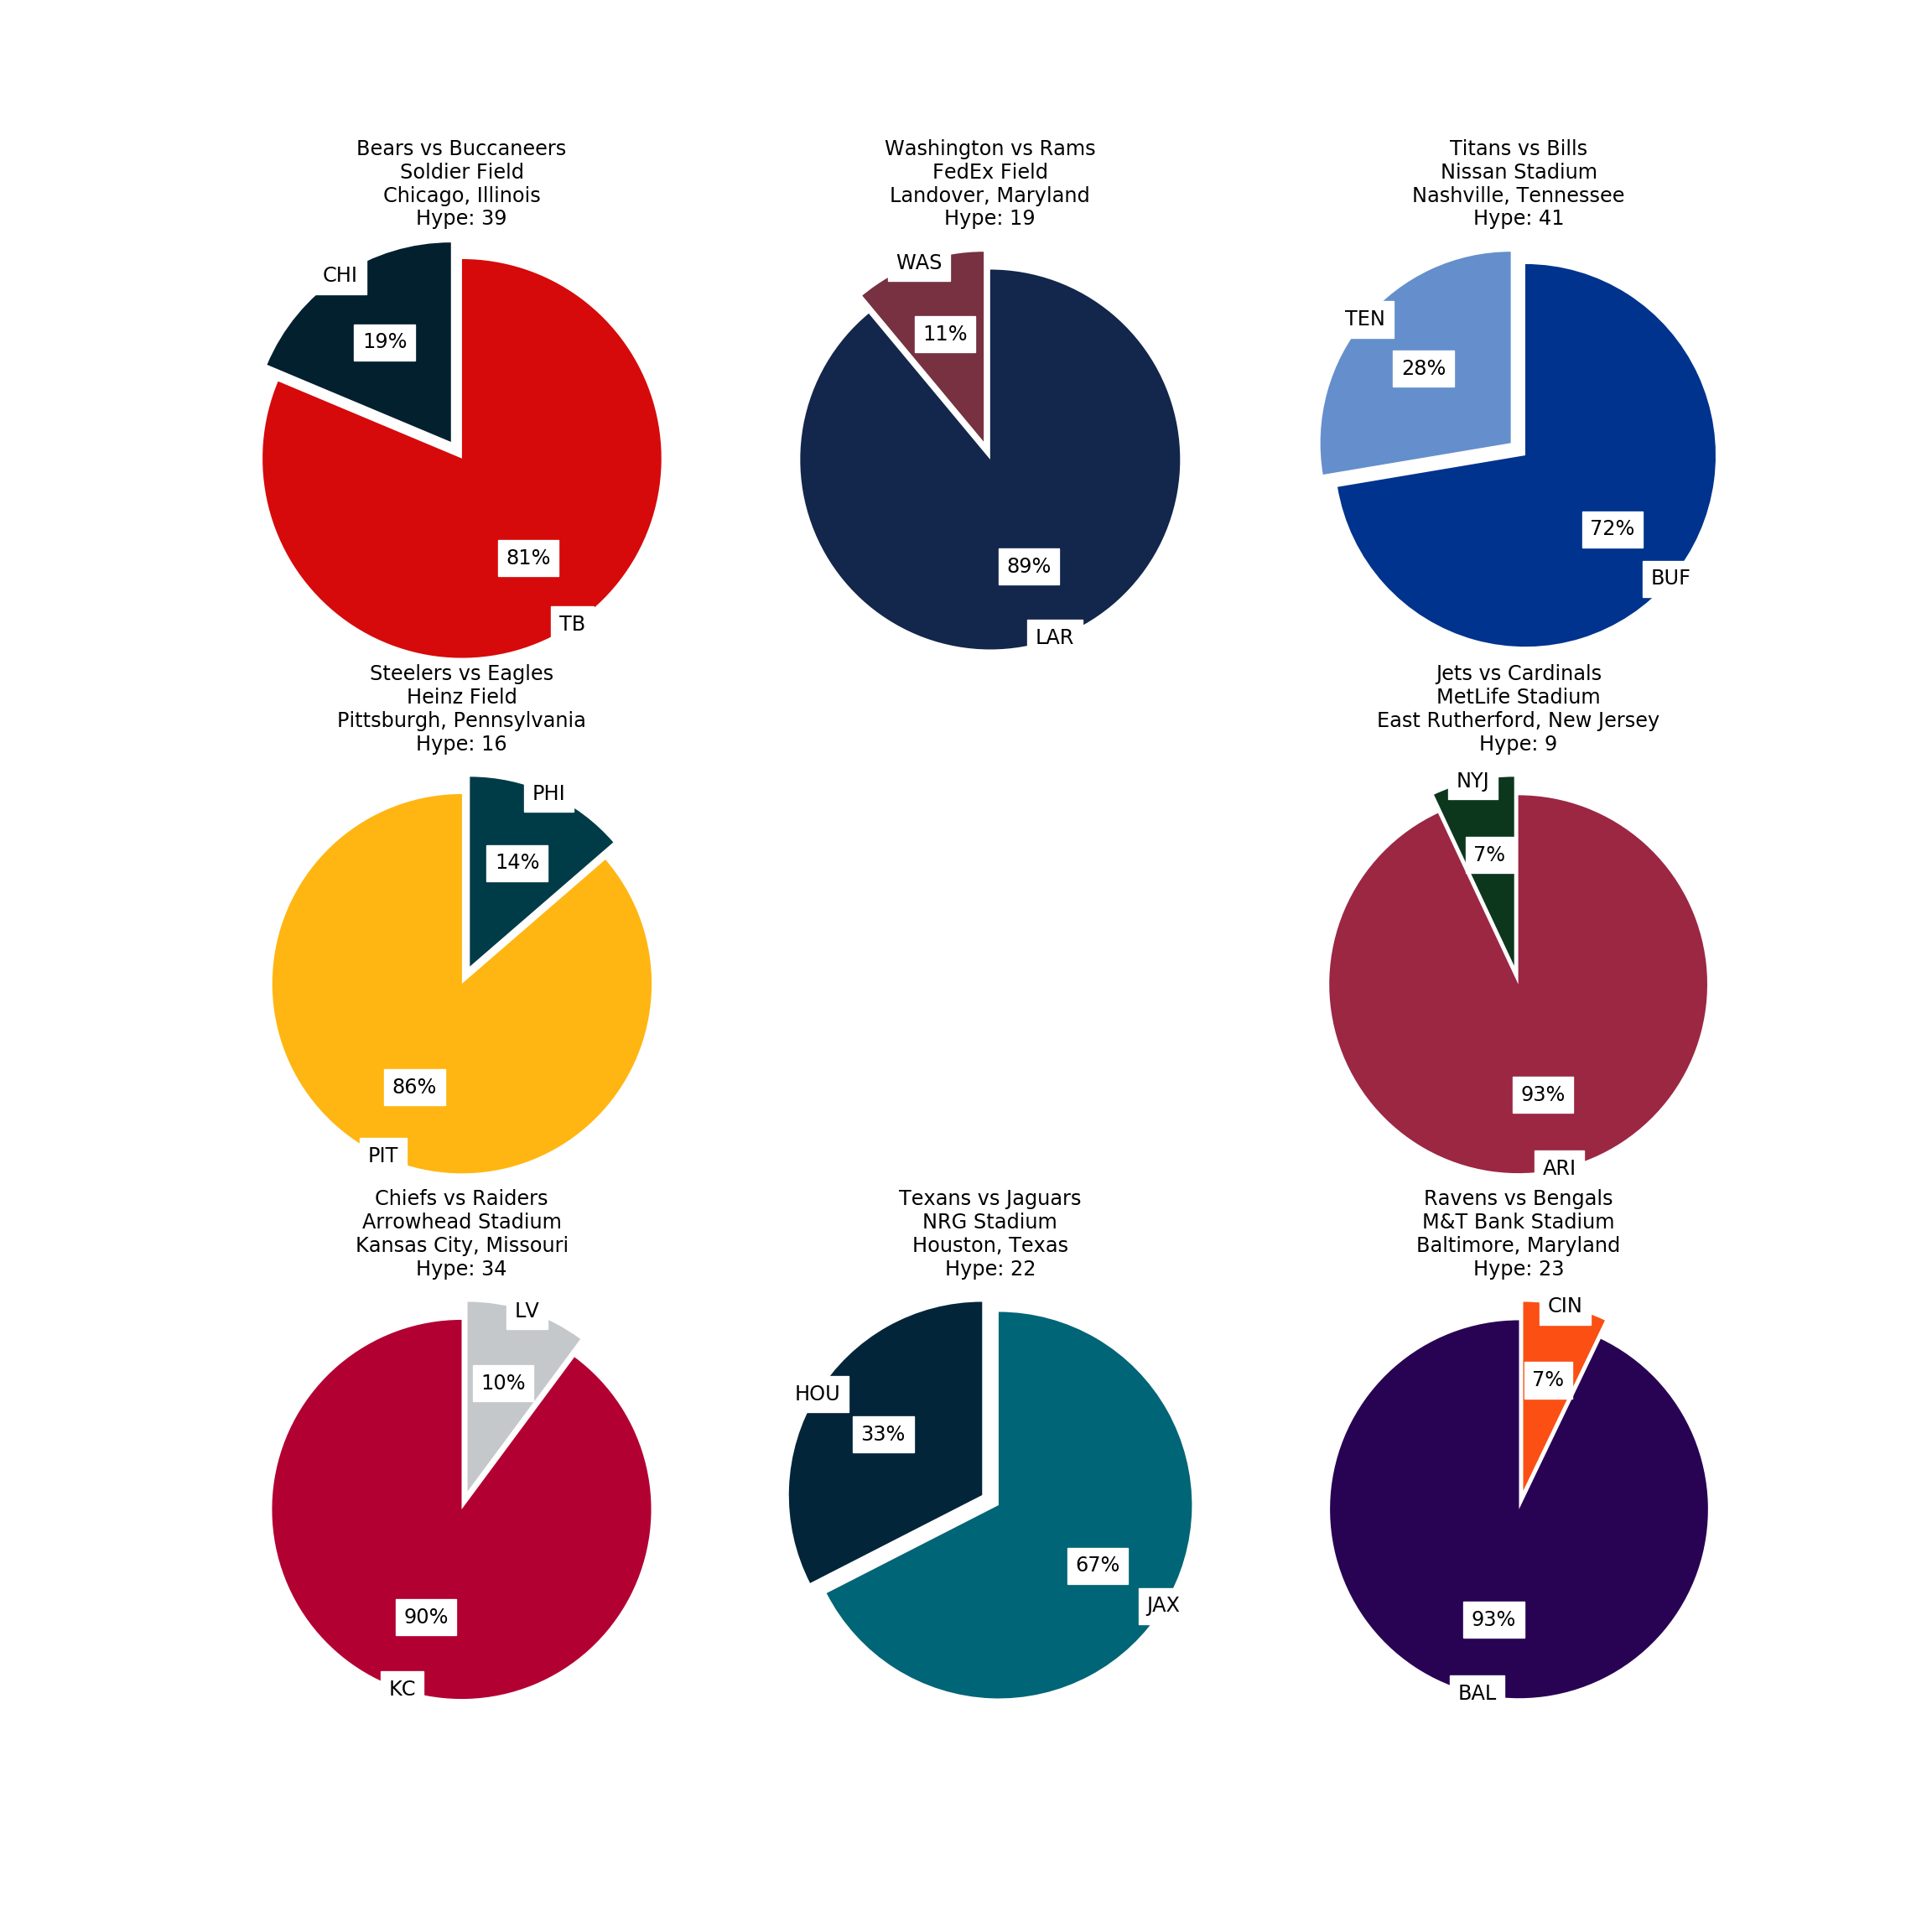 Bears vs Buccaneers
Soldier Field
Chicago, Illinois
Hype: 39
CHI
19%
81%
TB
Washington vs Rams
FedEx Field
Landover, Maryland
Hype: 19
WAS
11%
89%
LAR
Titans vs Bills
Nissan Stadium
Nashville, Tennessee
Hype: 41
TEN
28%
72%
BUF
Steelers vs Eagles
Heinz Field
Pittsburgh, Pennsylvania
Hype: 16
PHI
14%
86%
PIT
Jets vs Cardinals
MetLife Stadium
East Rutherford, New Jersey
Hype: 9
NYJ
7%
93%
ARI
Chiefs vs Raiders
Arrowhead Stadium
Kansas City, Missouri
Hype: 34
LV
10%
90%
KC
Texans vs Jaguars
NRG Stadium
Houston, Texas
Hype: 22
HOU
33%
67%
JAX
Ravens vs Bengals
M&T Bank Stadium
Baltimore, Maryland
Hype: 23
CIN
7%
93%
BAL